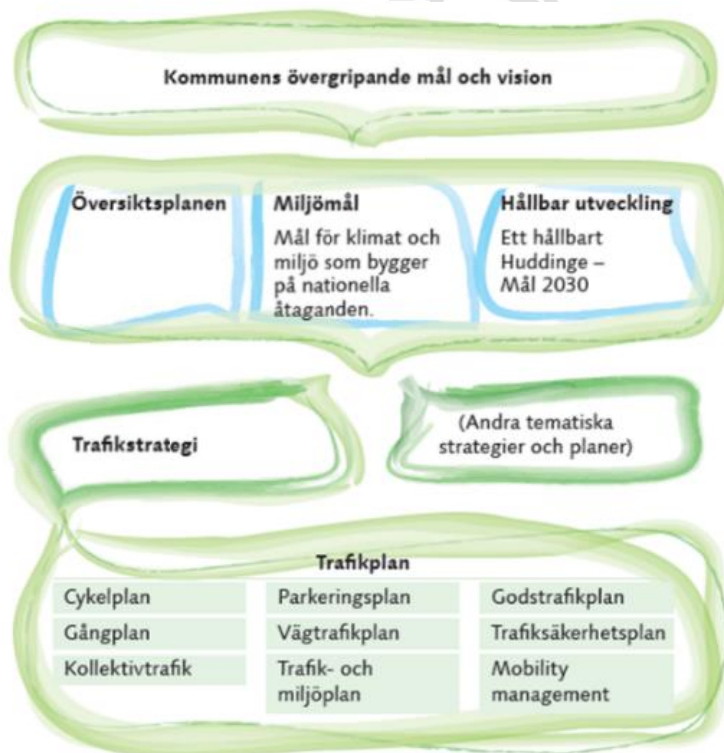 Kommunens övergripande mål och vision
Översiktsplanen
Miljömål
Mål för klimat och
miljö som bygger
på nationella
åtaganden.
Hållbar utveckling
Ett hållbart
Huddinge –
Mål 2030
Trafikstrategi
(Andra tematiska
strategier och planer)
Trafikplan
Cykelplan
Gångplan
Kollektivtrafik
Parkeringsplan
Vägtrafikplan
Trafik- och
miljöplan
Godstrafikplan
Trafiksäkerhetsplan
Mobility
management